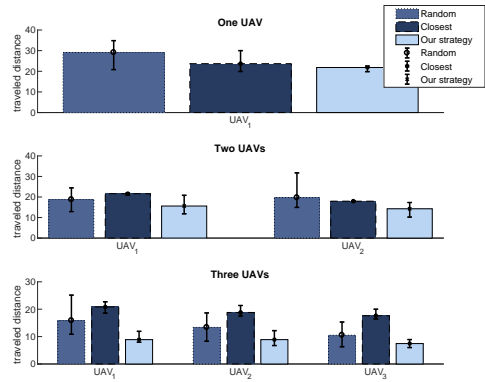 One UAV
Random
Closest
Our strategy
Random
Closest
Our strategy
traveled distance
40
30
20
10
0
UAV1
Two UAVs
traveled distance
40
20
0
UAV1
UAV2
Three UAVs
traveled distance
30
20
10
0
UAV1
UAV2
UAV3